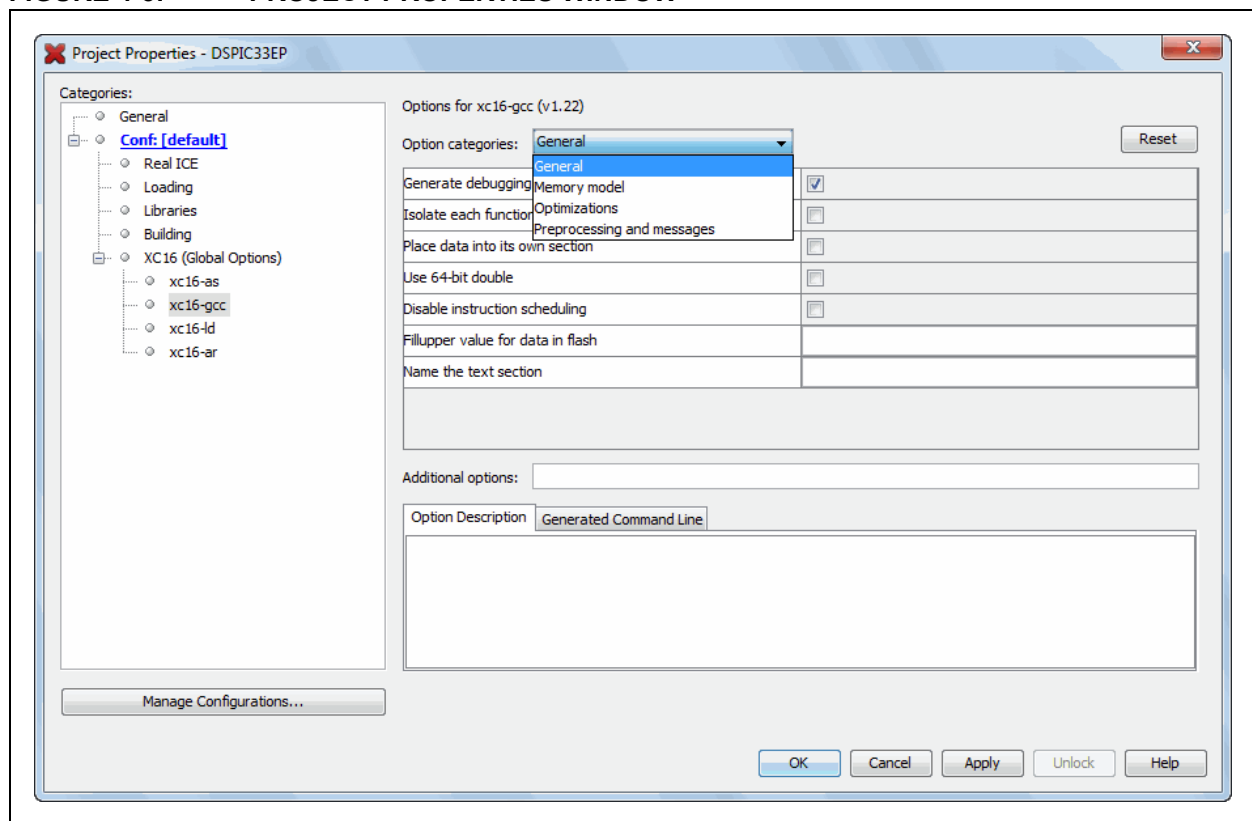 Project Properties - DSPIC33EP
Categories:
General
Conf: [default]
Real ICE
Loading
Libraries
Building
XC16 (Global Options)
xc16-as
xc16-gcc
xc16-ld
xc16-ar
Manage Configurations...
Options for xc16-gcc (v1.22)
Option categories: General
Reset
General
Memory model
Optimizations
Preprocessing and messages
Generate debugging
Isolate each function
Place data into its own section
Use 64-bit double
Disable instruction scheduling
Fillupper value for data in flash
Name the text section
Additional options:
Option Description Generated Command Line
OK Cancel Apply Unlock Help